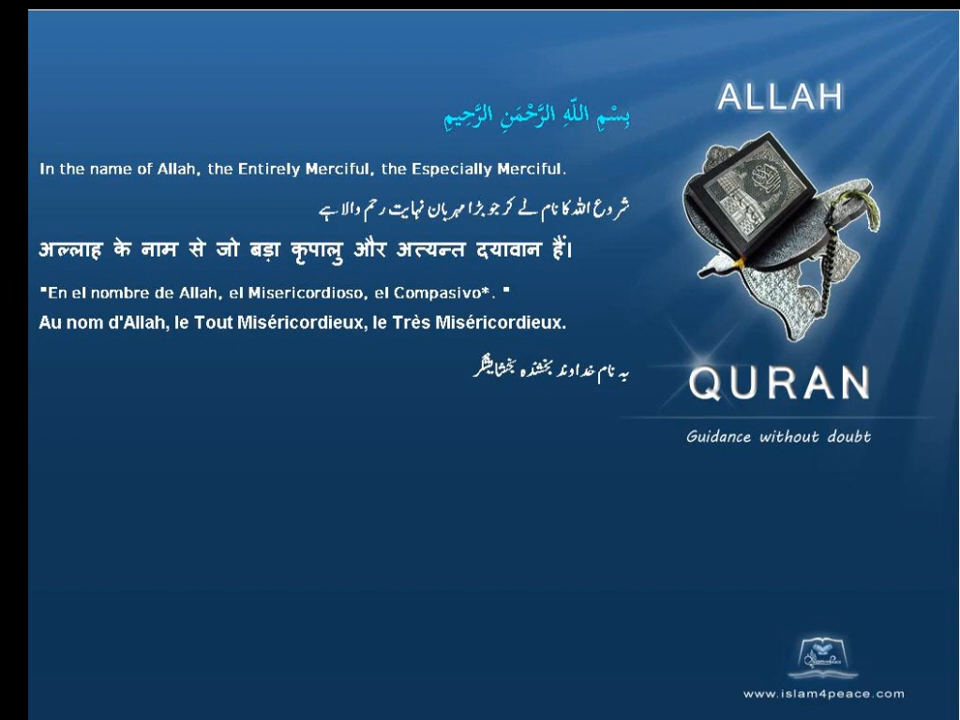 بِسْمِ اللّهِ الرَّحْمَنِ الرَّحِيمِ
In the name of Allah, the Entirely Merciful, the Especially Merciful.
شروع اللہ کا نام لے کر جو بڑا مہربان نہایت رحم والا ہے
अल्लाह के नाम से जो बड़ा कृपालु और अत्यन्त दयावान हैं।
"En el nombre de Allah, el Misericordioso, el Compasivo*. "
Au nom d'Allah, le Tout Miséricordieux, le Très Miséricordieux.
به نام خداوند بخشنده بخشایشگر
ALLAH
QURAN
Guidance without doubt
www.islam4peace.com